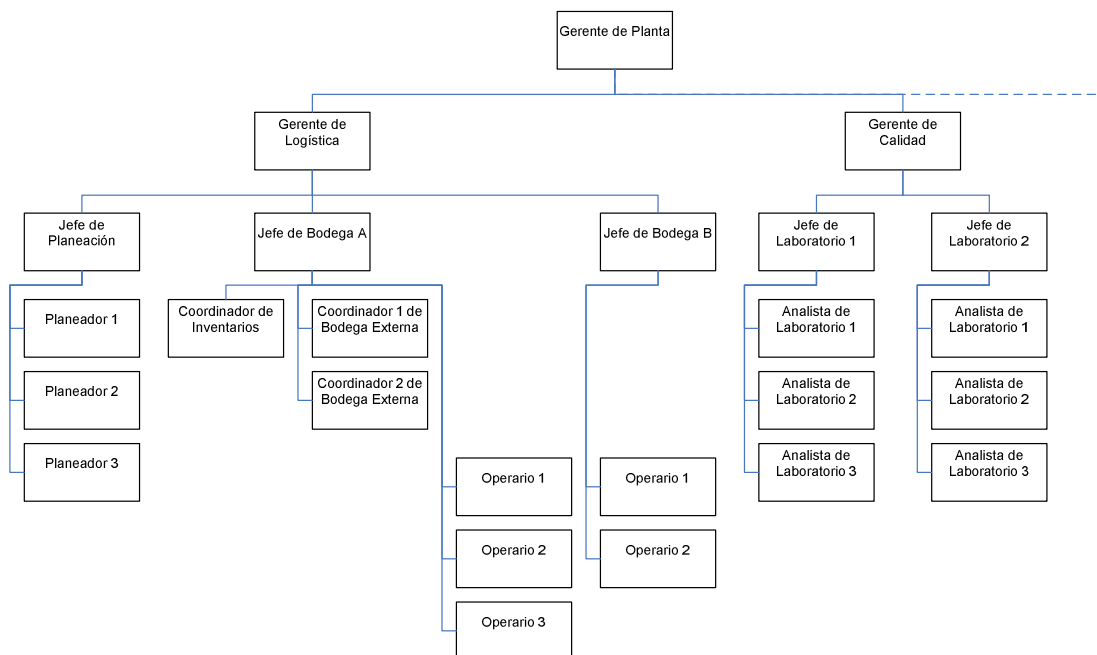 Gerente de Planta
Gerente de
Logística
Gerente de
Calidad
Jefe de
Planeación
Jefe de Bodega A
Jefe de Bodega B
Jefe de
Laboratorio 1
Jefe de
Laboratorio 2
Planeador 1
Planeador 2
Planeador 3
Coordinador de
Inventarios
Coordinador 1 de
Bodega Externa
Coordinador 2 de
Bodega Externa
Operario 1
Operario 2
Operario 3
Operario 1
Operario 2
Analista de
Laboratorio 1
Analista de
Laboratorio 2
Analista de
Laboratorio 3
Analista de
Laboratorio 1
Analista de
Laboratorio 2
Analista de
Laboratorio 3